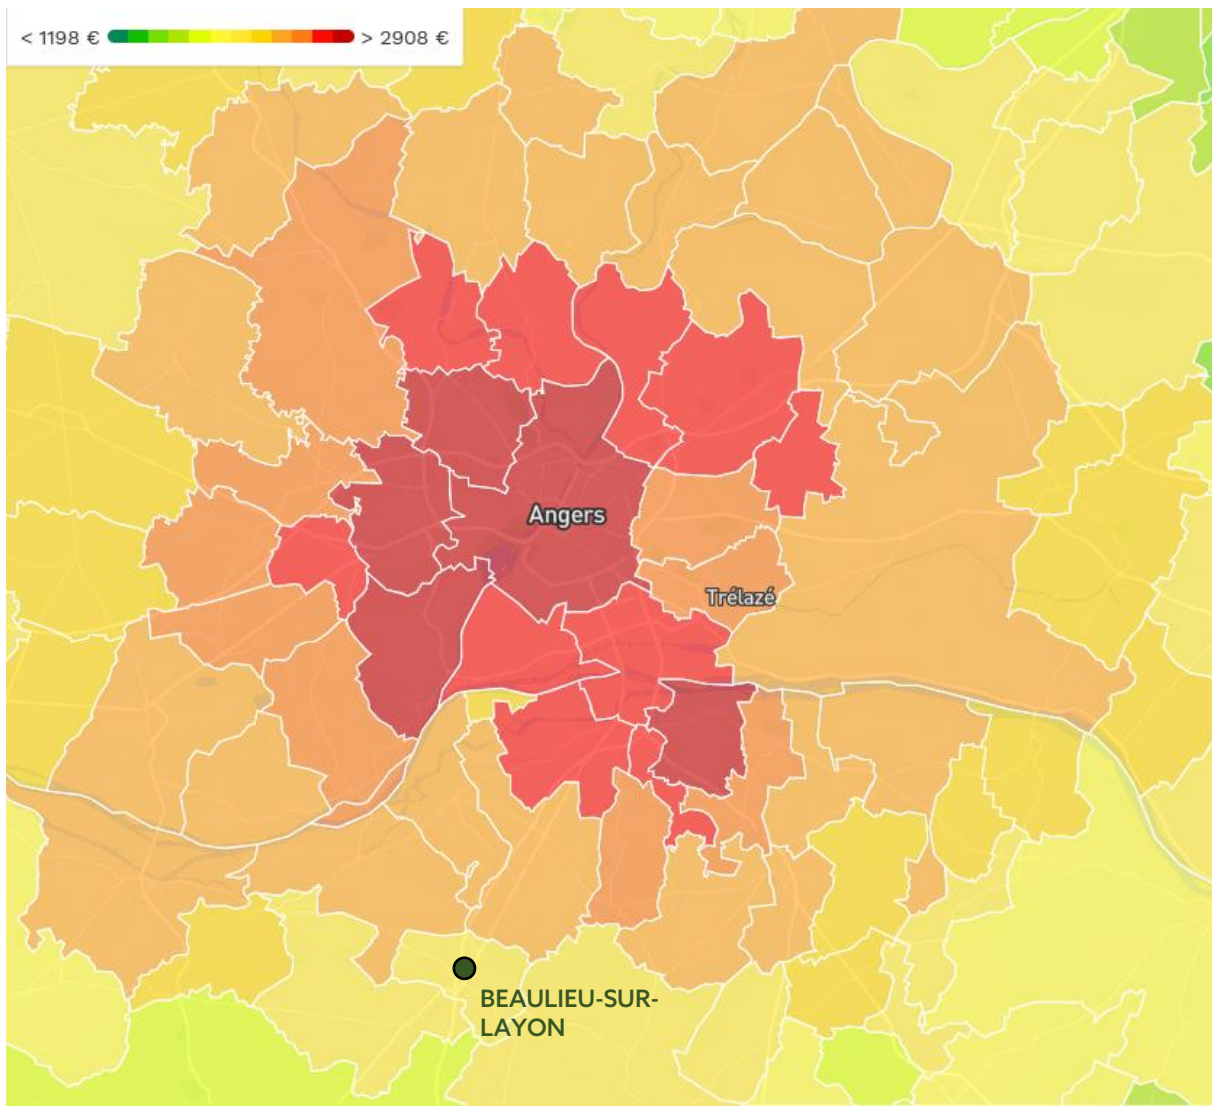 < 1198 € > 2908 €
Angers
Trélazé
BEAULIEU-SUR-
LAYON